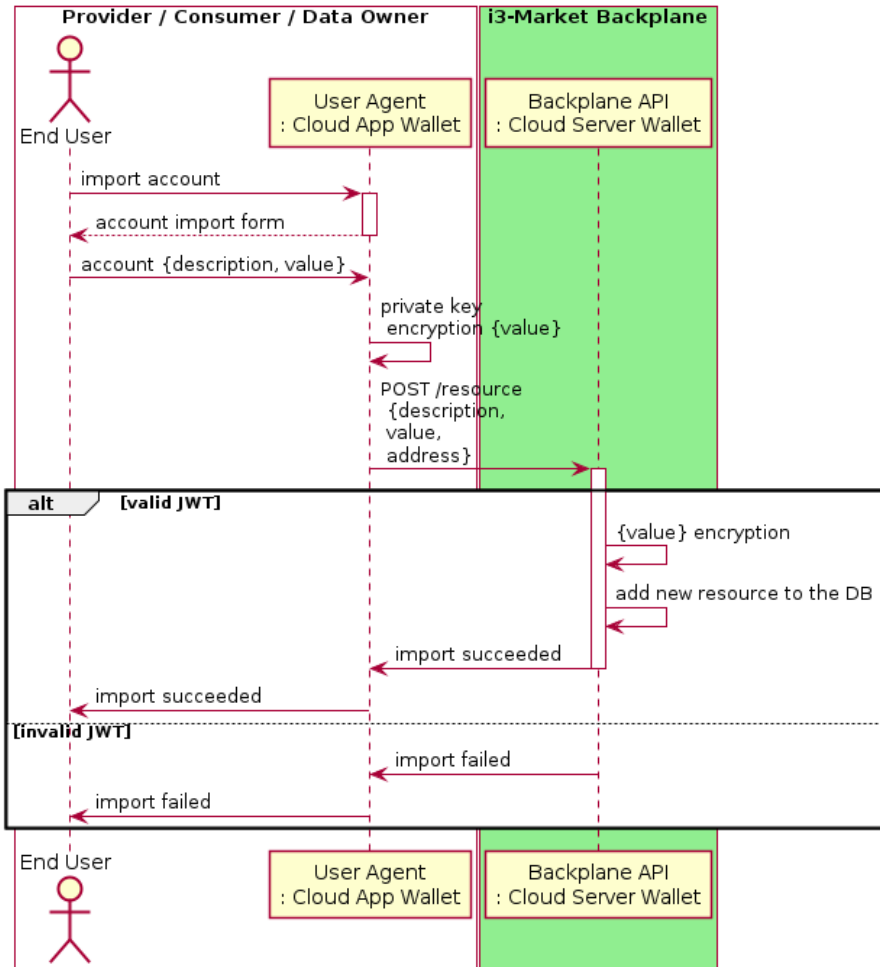 Provider / Consumer / Data Owner
i3-Market Backplane
End User
User Agent
: Cloud App Wallet
Backplane API
: Cloud Server Wallet
import account
account import form
account {description, value}
private key
encryption {value}
POST /resource
{description,
value,
address}
alt
[valid JWT]
{value} encryption
add new resource to the DB
import succeeded
import succeeded
[invalid JWT]
import failed
import failed
End User
User Agent
: Cloud App Wallet
Backplane API
: Cloud Server Wallet